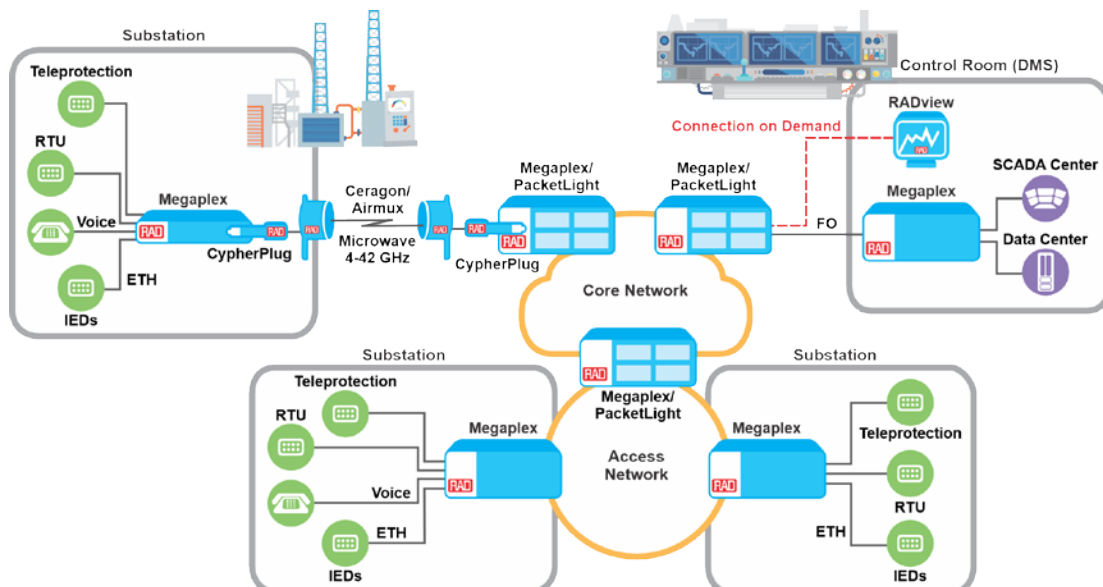 Substation
Teleprotection
RTU
Megaplex
Voice
RAD
RAD
CypherPlug
ETH
IEDs
RAD
Ceragon/
Airmux
Microwave
4-42 GHz
RAD
RAD
CypherPlug
Megaplex/
PacketLight
RAD
Megaplex/
PacketLight
RAD
Connection on Demand
FO
Control Room (DMS)
RADview
RAD
SCADA Center
Megaplex
RAD
Data Center
Core Network
RAD
Megaplex/
PacketLight
Access
Network
Substation
Teleprotection
RTU
Megaplex
RAD
Voice
ETH
IEDs
Substation
Megaplex
RAD
Teleprotection
RTU
ETH
IEDs